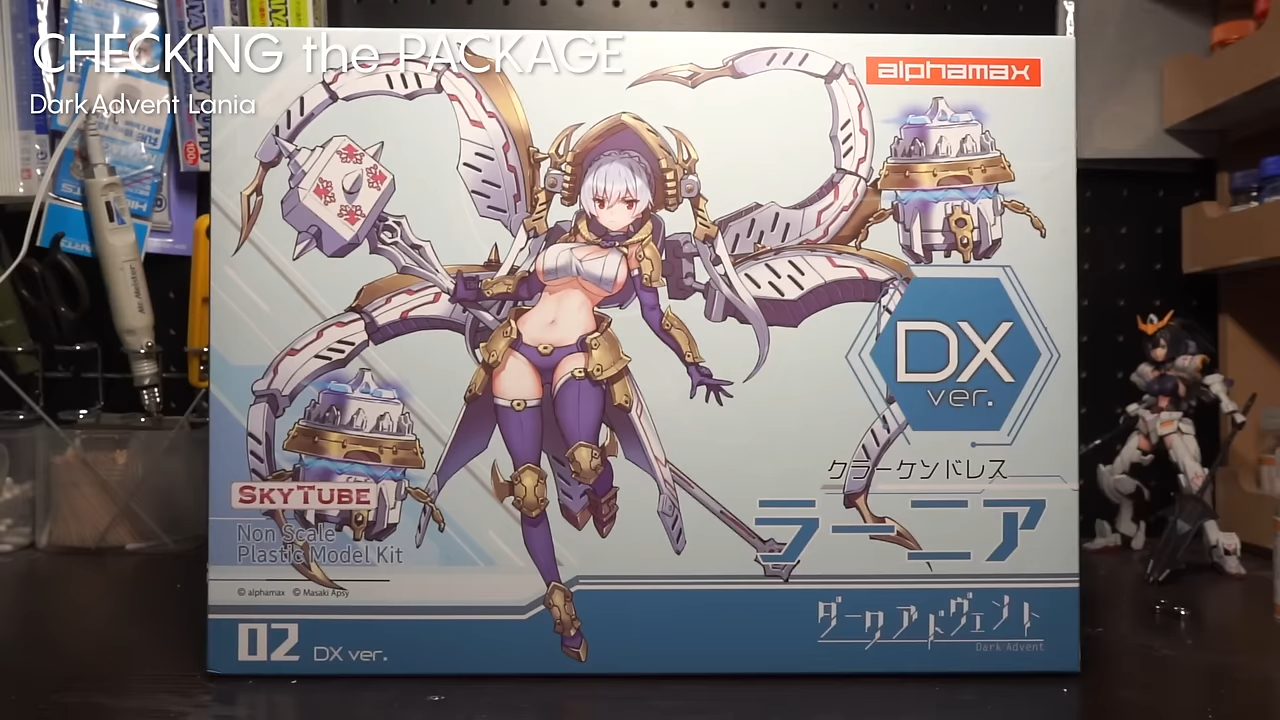 CHECKING the PACKAGE
Dark Advent Lania
alphamax
DX
ver.
クラーケンドレス
ラーニア
SKYTUBE
Non Scale
Plastic Model Kit
© alphamax © Masaki Apsy
02 DX ver.
ダークアドヴェント
Dark Advent